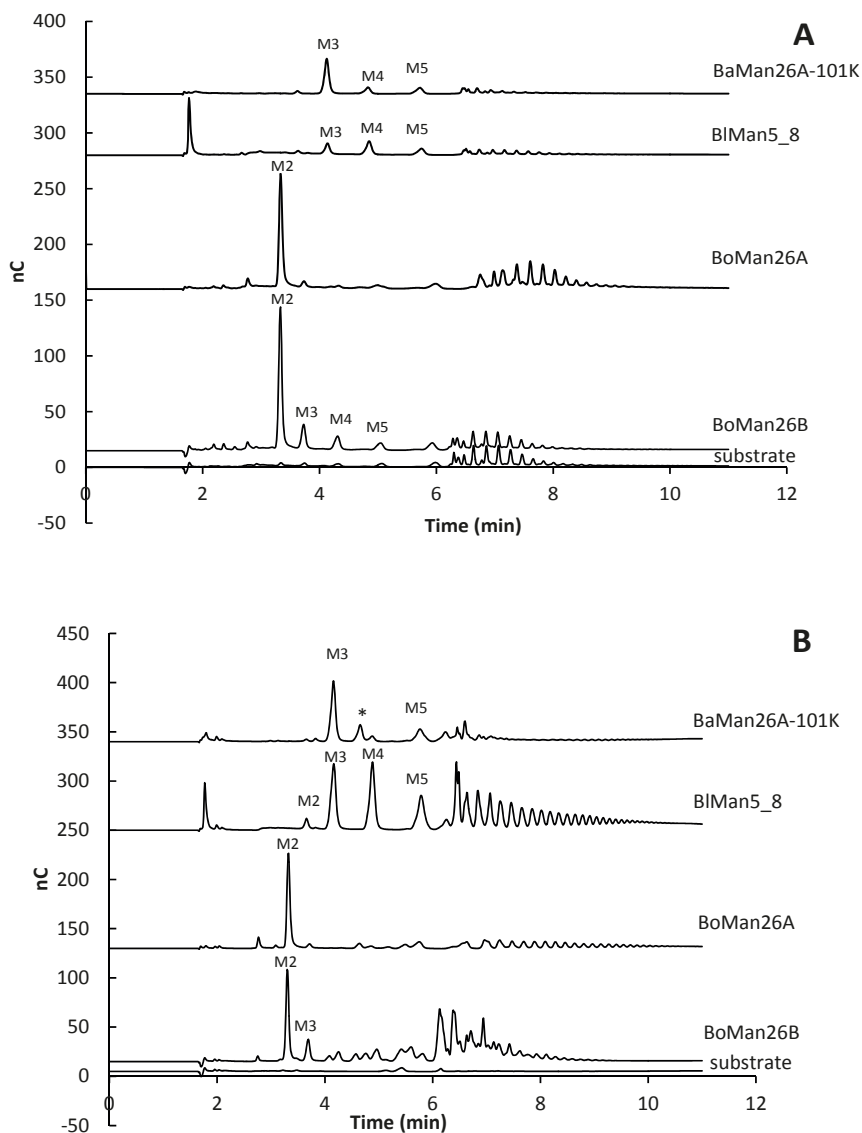 A
400
350
300
250
200
150
100
50
0
-50
nC
M3
M4
M5
BaMan26A-101K
M3
M4
M5
BlMan5_8
M2
BoMan26A
M2
M3
M4
M5
BoMan26B
substrate
0 2 4 6 8 10 12
Time (min)
B
450
400
350
300
250
200
150
100
50
0
-50
nC
M3
*
M5
BaMan26A-101K
M2
M3
M4
M5
BlMan5_8
M2
BoMan26A
M2
M3
BoMan26B
substrate
0 2 4 6 8 10 12
Time (min)